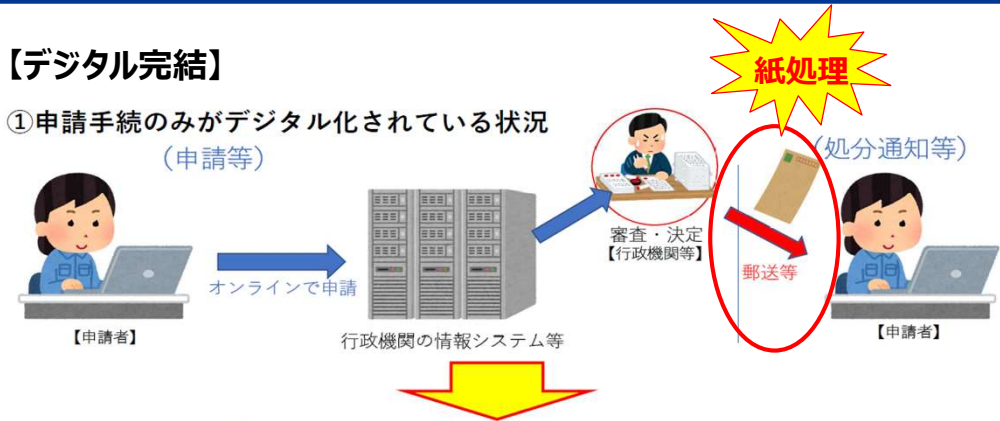 【デジタル完結】
紙処理
①申請手続のみがデジタル化されている状況
(申請等)
(処分通知等)
オンラインで申請
審査・決定
【行政機関等】
郵送等
【申請者】
行政機関の情報システム等
【申請者】